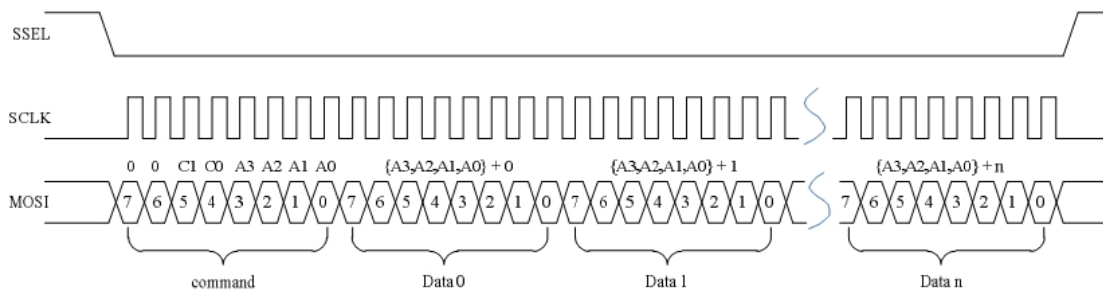 SSEL
SCLK
0 0 C1 C0 A3 A2 A1 A0 {A3,A2,A1,A0} + 0 {A3,A2,A1,A0} + 1 {A3,A2,A1,A0} + n
MOSI 7 6 5 4 3 2 1 0 7 6 5 4 3 2 1 0 7 6 5 4 3 2 1 0 7 6 5 4 3 2 1 0
command Data 0 Data 1 Data n